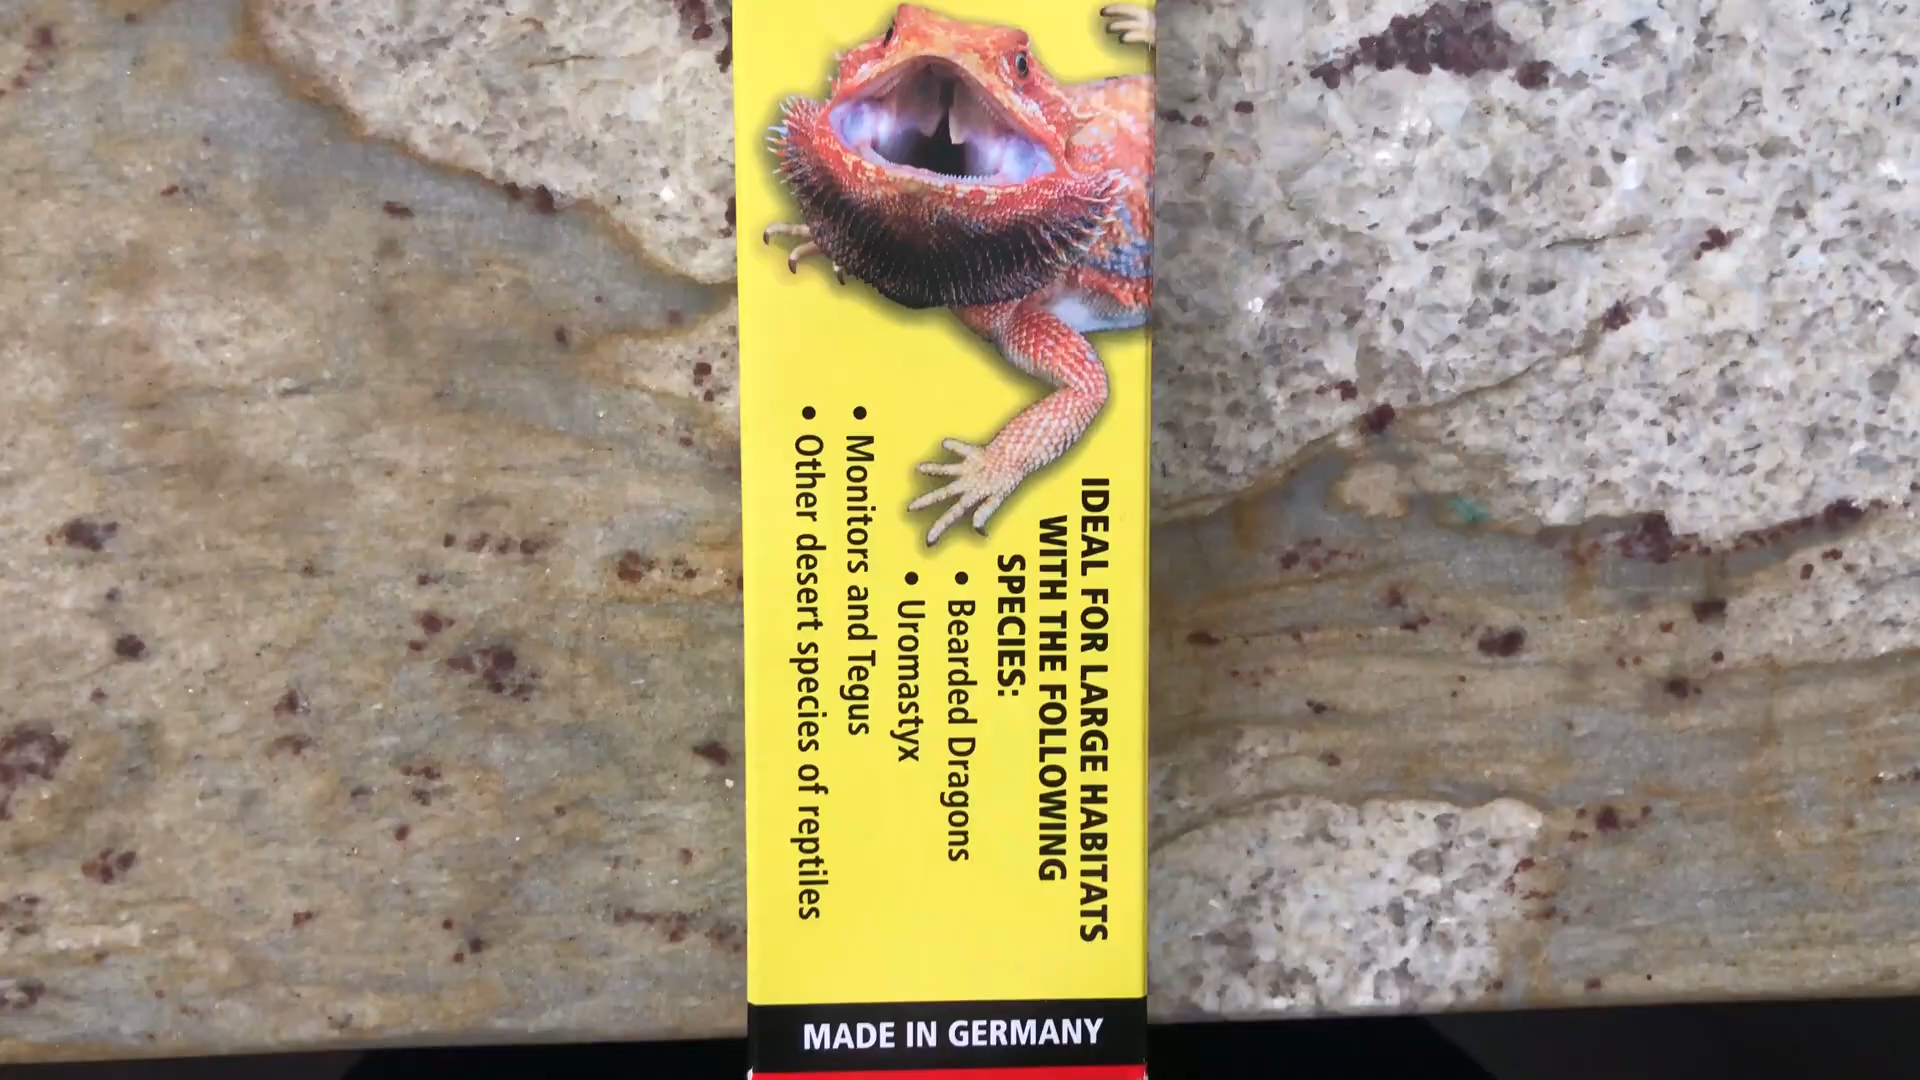 IDEAL FOR LARGE HABITATS
WITH THE FOLLOWING
SPECIES:
• Bearded Dragons
• Uromastyx
• Monitors and Tegus
• Other desert species of reptiles
MADE IN GERMANY